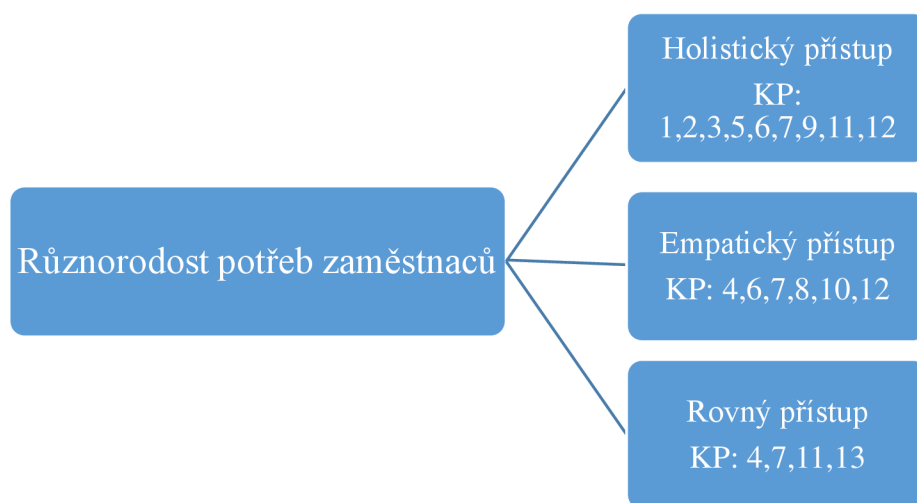 Různorodost potřeb zaměstnaců
Holistický přístup
KP:
1,2,3,5,6,7,9,11,12
Empatický přístup
KP: 4,6,7,8,10,12
Rovný přístup
KP: 4,7,11,13